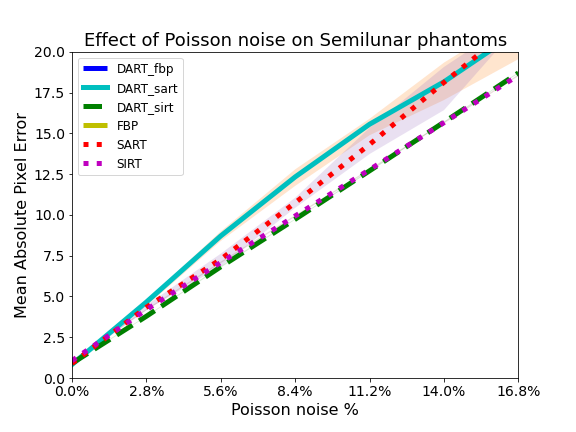 Effect of Poisson noise on Semilunar phantoms
Mean Absolute Pixel Error
20.0
17.5
15.0
12.5
10.0
7.5
5.0
2.5
0.0
DART_fbp
DART_sart
DART_sirt
FBP
SART
SIRT
0.0% 2.8% 5.6% 8.4% 11.2% 14.0% 16.8%
Poisson noise %